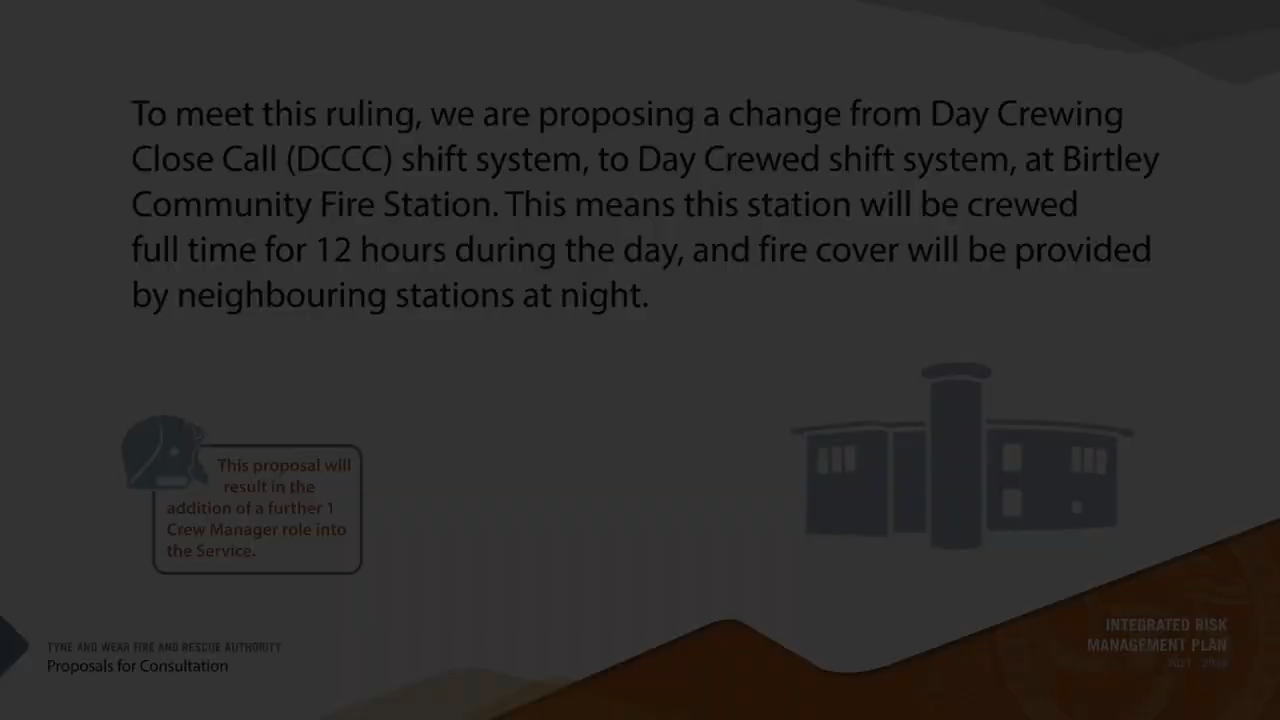 To meet this ruling, we are proposing a change from Day Crewing
Close Call (DCCC) shift system, to Day Crewed shift system, at Birtley
Community Fire Station. This means this station will be crewed
full time for 12 hours during the day, and fire cover will be provided
by neighbouring stations at night.
This proposal will
result in the
addition of a further 1
Crew Manager role into
the Service.
TYNE AND WEAR FIRE AND RESCUE AUTHORITY
Proposals for Consultation
INTEGRATED RISK
MANAGEMENT PLAN